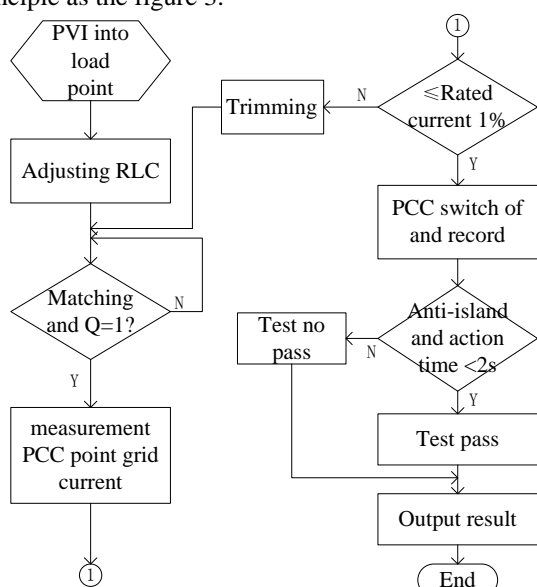 nciple as the figure 3.
PVI into
load
point
Adjusting RLC
Matching
and Q=1?
N
Y
measurement
PCC point grid
current
1
1
≤Rated
current 1%
N
Trimming
Y
PCC switch of
and record
Anti-island
and action
time <2s
N
Test no
pass
Y
Test pass
Output result
End